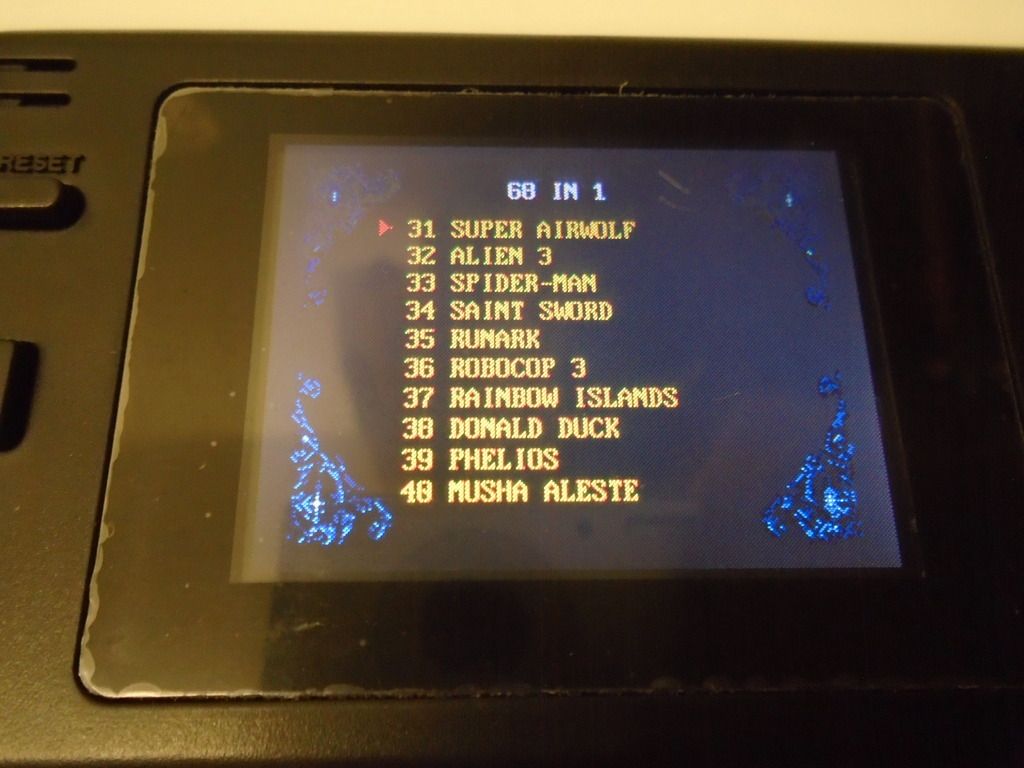 RESET
68 IN 1
31 SUPER AIRWOLF
32 ALIEN 3
33 SPIDER-MAN
34 SAINT SWORD
35 RUNARK
36 ROBOCOP 3
37 RAINBOW ISLANDS
38 DONALD DUCK
39 PHELIOS
40 MUSHA ALESTE